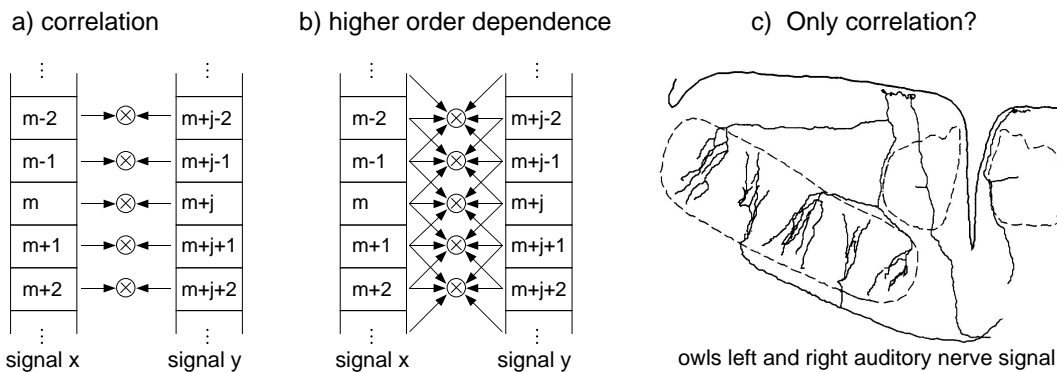 a) correlation
⋮ ⋮
m-2 ⊗ m+j-2
m-1 ⊗ m+j-1
m ⊗ m+j
m+1 ⊗ m+j+1
m+2 ⊗ m+j+2
⋮ ⋮
signal x signal y
b) higher order dependence
⋮ ⋮
m-2 ⊗ m+j-2
m-1 ⊗ m+j-1
m ⊗ m+j
m+1 ⊗ m+j+1
m+2 ⊗ m+j+2
⋮ ⋮
signal x signal y
c) Only correlation?
owls left and right auditory nerve signal